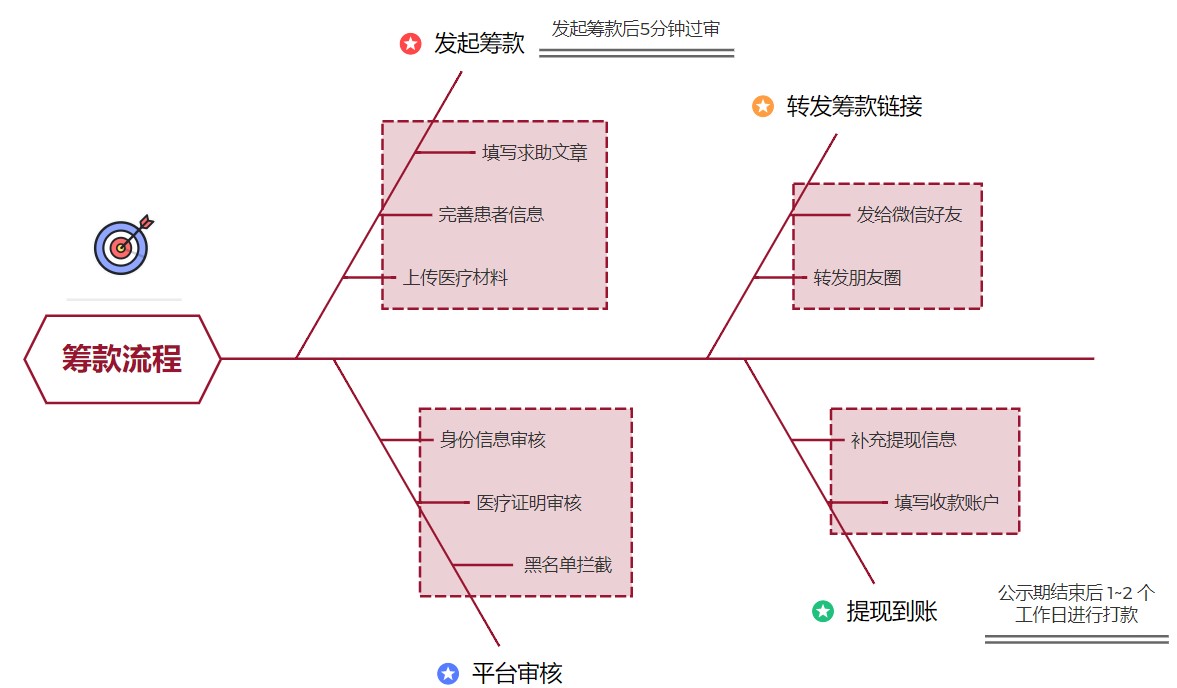 筹款流程
发起筹款
发起筹款后5分钟过审
填写求助文章
完善患者信息
上传医疗材料
平台审核
身份信息审核
医疗证明审核
黑名单拦截
转发筹款链接
发给微信好友
转发朋友圈
提现到账
补充提现信息
填写收款账户
公示期结束后 1~2 个
工作日进行打款